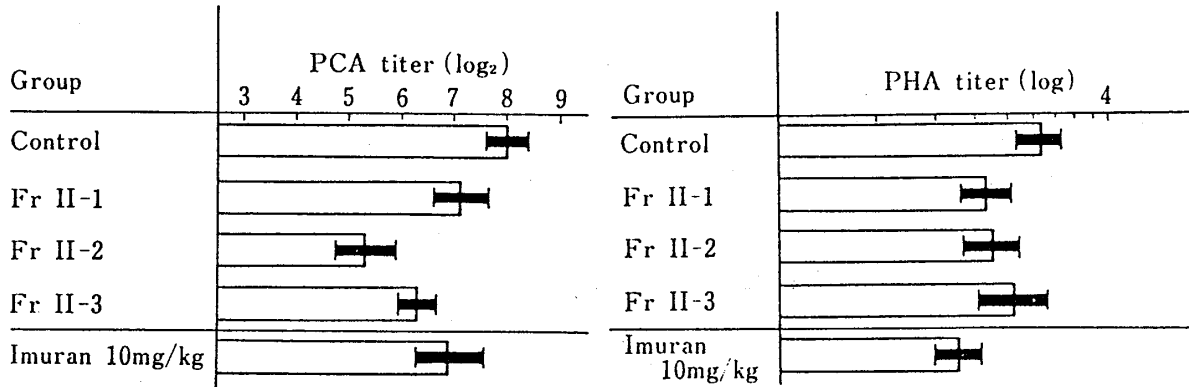 PCA titer (log₂)
Group
3 4 5 6 7 8 9
Control
Fr II-1
Fr II-2
Fr II-3
Imuran 10mg/kg
PHA titer (log)
Group
4
Control
Fr II-1
Fr II-2
Fr II-3
Imuran
10mg/kg